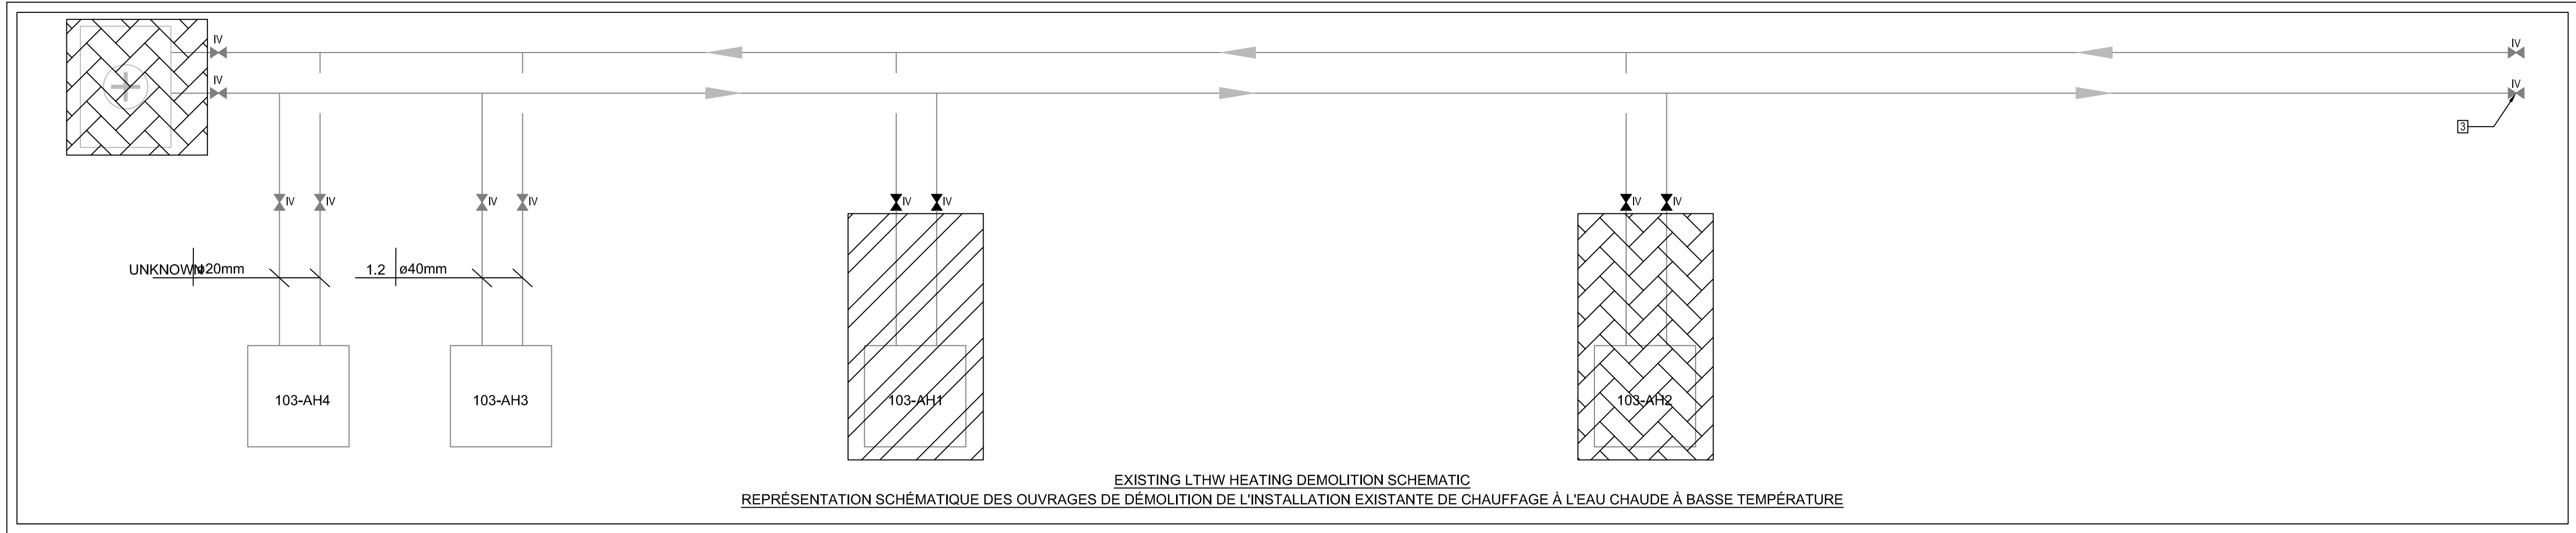 IV
IV
IV
IV
3
IV
IV
IV
IV
IV
IV
IV
IV
UNKNOWN ø20mm
1.2 ø40mm
103-AH4
103-AH3
103-AH1
103-AH2
EXISTING LTHW HEATING DEMOLITION SCHEMATIC
REPRÉSENTATION SCHÉMATIQUE DES OUVRAGES DE DÉMOLITION DE L'INSTALLATION EXISTANTE DE CHAUFFAGE À L'EAU CHAUDE À BASSE TEMPÉRATURE